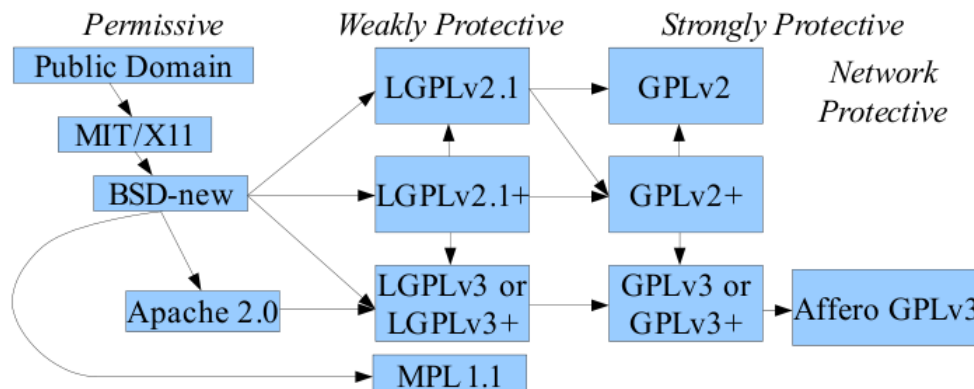 Permissive
Weakly Protective
Strongly Protective
Network
Protective
Public Domain
LGPLv2.1
GPLv2
MIT/X11
BSD-new
LGPLv2.1+
GPLv2+
Apache 2.0
LGPLv3 or
LGPLv3+
GPLv3 or
GPLv3+
Affero GPLv3
MPL 1.1